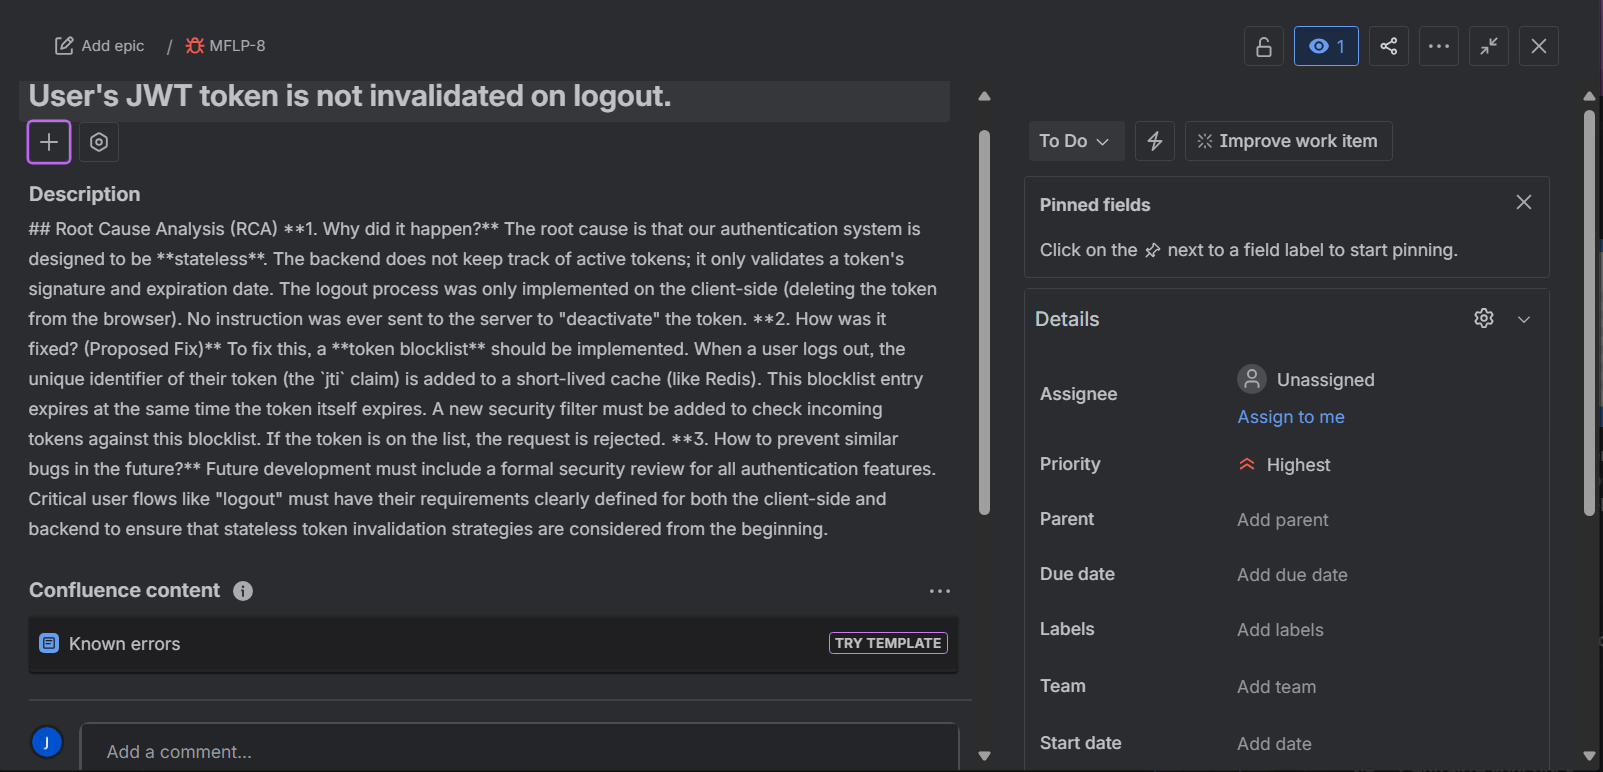 Add epic / MFLP-8
1
User's JWT token is not invalidated on logout.
Description
## Root Cause Analysis (RCA) **1. Why did it happen?** The root cause is that our authentication system is
designed to be **stateless**. The backend does not keep track of active tokens; it only validates a token's
signature and expiration date. The logout process was only implemented on the client-side (deleting the token
from the browser). No instruction was ever sent to the server to "deactivate" the token. **2. How was it
fixed? (Proposed Fix)** To fix this, a **token blocklist** should be implemented. When a user logs out, the
unique identifier of their token (the `jti` claim) is added to a short-lived cache (like Redis). This blocklist entry
expires at the same time the token itself expires. A new security filter must be added to check incoming
tokens against this blocklist. If the token is on the list, the request is rejected. **3. How to prevent similar
bugs in the future?** Future development must include a formal security review for all authentication features.
Critical user flows like "logout" must have their requirements clearly defined for both the client-side and
backend to ensure that stateless token invalidation strategies are considered from the beginning.
Confluence content
Known errors
TRY TEMPLATE
J
Add a comment...
To Do
Improve work item
Pinned fields
Click on the next to a field label to start pinning.
Details
Assignee
Unassigned
Assign to me
Priority
Highest
Parent
Add parent
Due date
Add due date
Labels
Add labels
Team
Add team
Start date
Add date